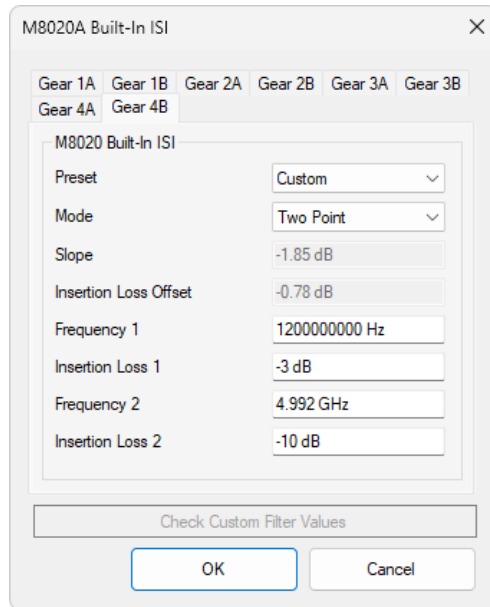 M8020A Built-In ISI
Gear 1A Gear 1B Gear 2A Gear 2B Gear 3A Gear 3B
Gear 4A Gear 4B
M8020 Built-In ISI
Preset Custom
Mode Two Point
Slope -1.85 dB
Insertion Loss Offset -0.78 dB
Frequency 1 1200000000 Hz
Insertion Loss 1 -3 dB
Frequency 2 4.992 GHz
Insertion Loss 2 -10 dB
Check Custom Filter Values
OK Cancel